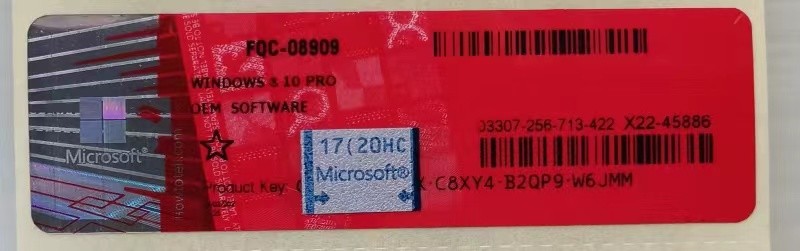 FQC-08909
WINDOWS 8 10 PRO
OEM SOFTWARE
03307-256-713-422 X22-45886
Microsoft®
17(20HC
Microsoft®
Product Key:
C8XY4-B2QP9-W6JMM